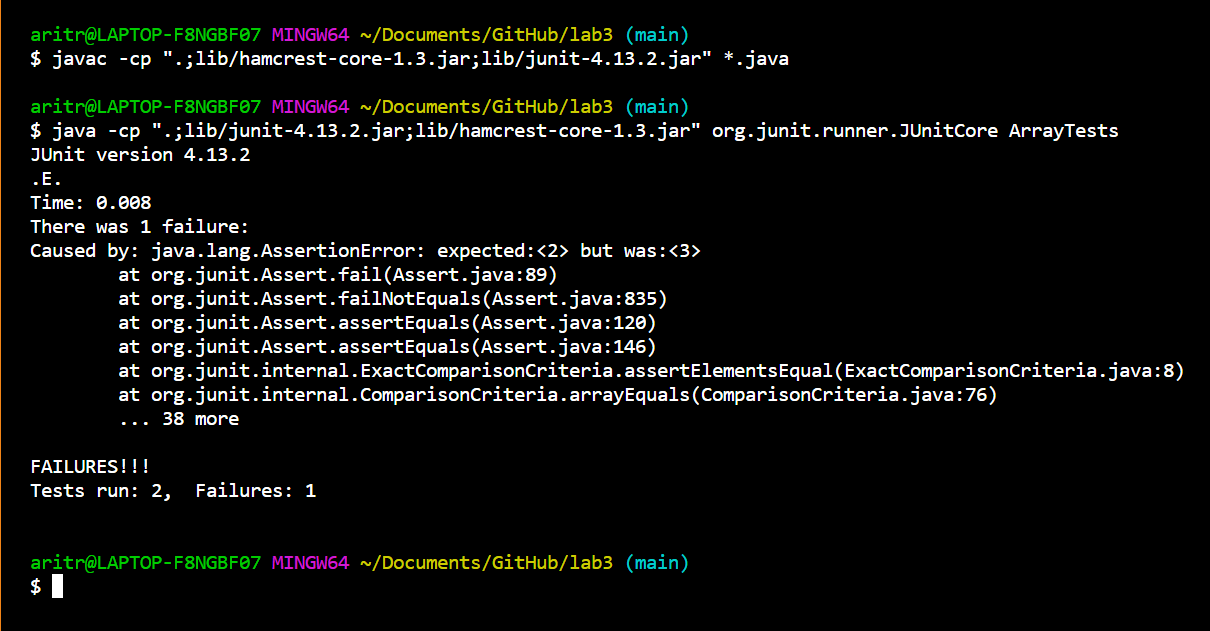 aritr@LAPTOP-F8NGBF07 MINGW64 ~/Documents/GitHub/lab3 (main)
$ javac -cp ".;lib/hamcrest-core-1.3.jar;lib/junit-4.13.2.jar" *.java
aritr@LAPTOP-F8NGBF07 MINGW64 ~/Documents/GitHub/lab3 (main)
$ java -cp ".;lib/junit-4.13.2.jar;lib/hamcrest-core-1.3.jar" org.junit.runner.JUnitCore ArrayTests
JUnit version 4.13.2
.E.
Time: 0.008
There was 1 failure:
Caused by: java.lang.AssertionError: expected:<2> but was:<3>
        at org.junit.Assert.fail(Assert.java:89)
        at org.junit.Assert.failNotEquals(Assert.java:835)
        at org.junit.Assert.assertEquals(Assert.java:120)
        at org.junit.Assert.assertEquals(Assert.java:146)
        at org.junit.internal.ExactComparisonCriteria.assertElementsEqual(ExactComparisonCriteria.java:8)
        at org.junit.internal.ComparisonCriteria.arrayEquals(ComparisonCriteria.java:76)
        ... 38 more
FAILURES!!!
Tests run: 2,  Failures: 1
aritr@LAPTOP-F8NGBF07 MINGW64 ~/Documents/GitHub/lab3 (main)
$